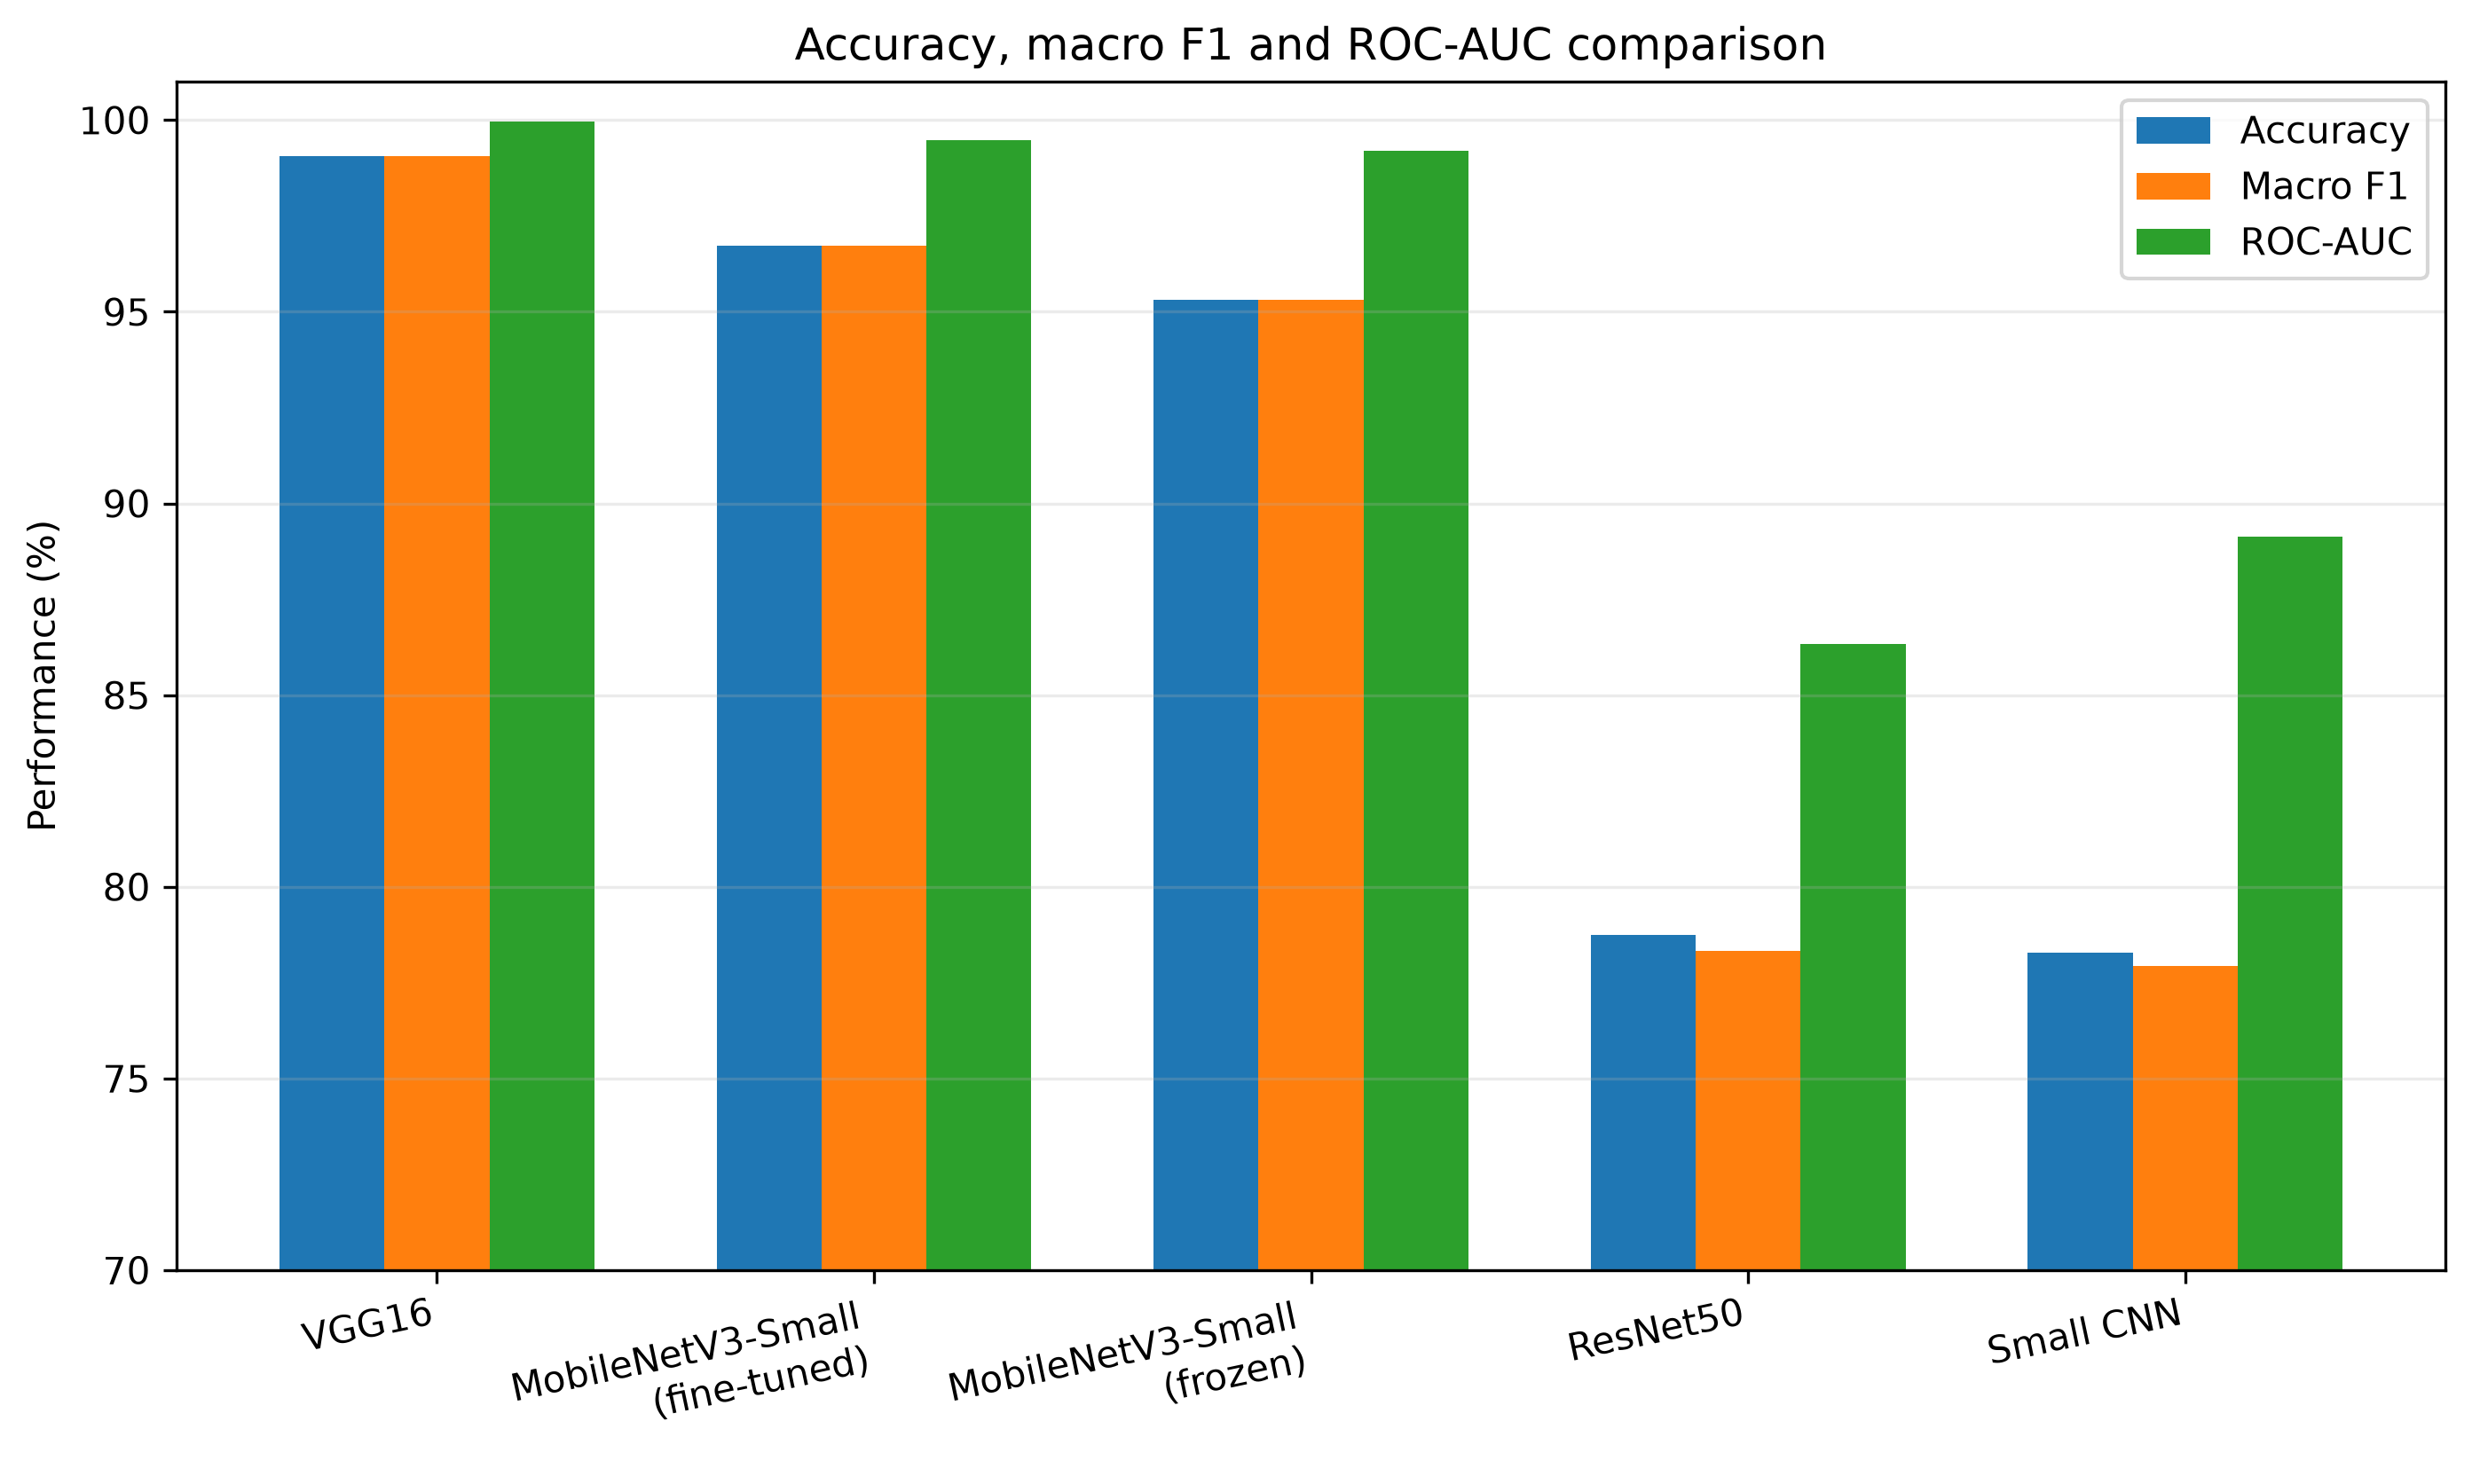 Accuracy, macro F1 and ROC-AUC comparison
Accuracy
Macro F1
ROC-AUC
Performance (%)
100
95
90
85
80
75
70
VGG16
MobileNetV3-Small
(fine-tuned)
MobileNetV3-Small
(frozen)
ResNet50
Small CNN